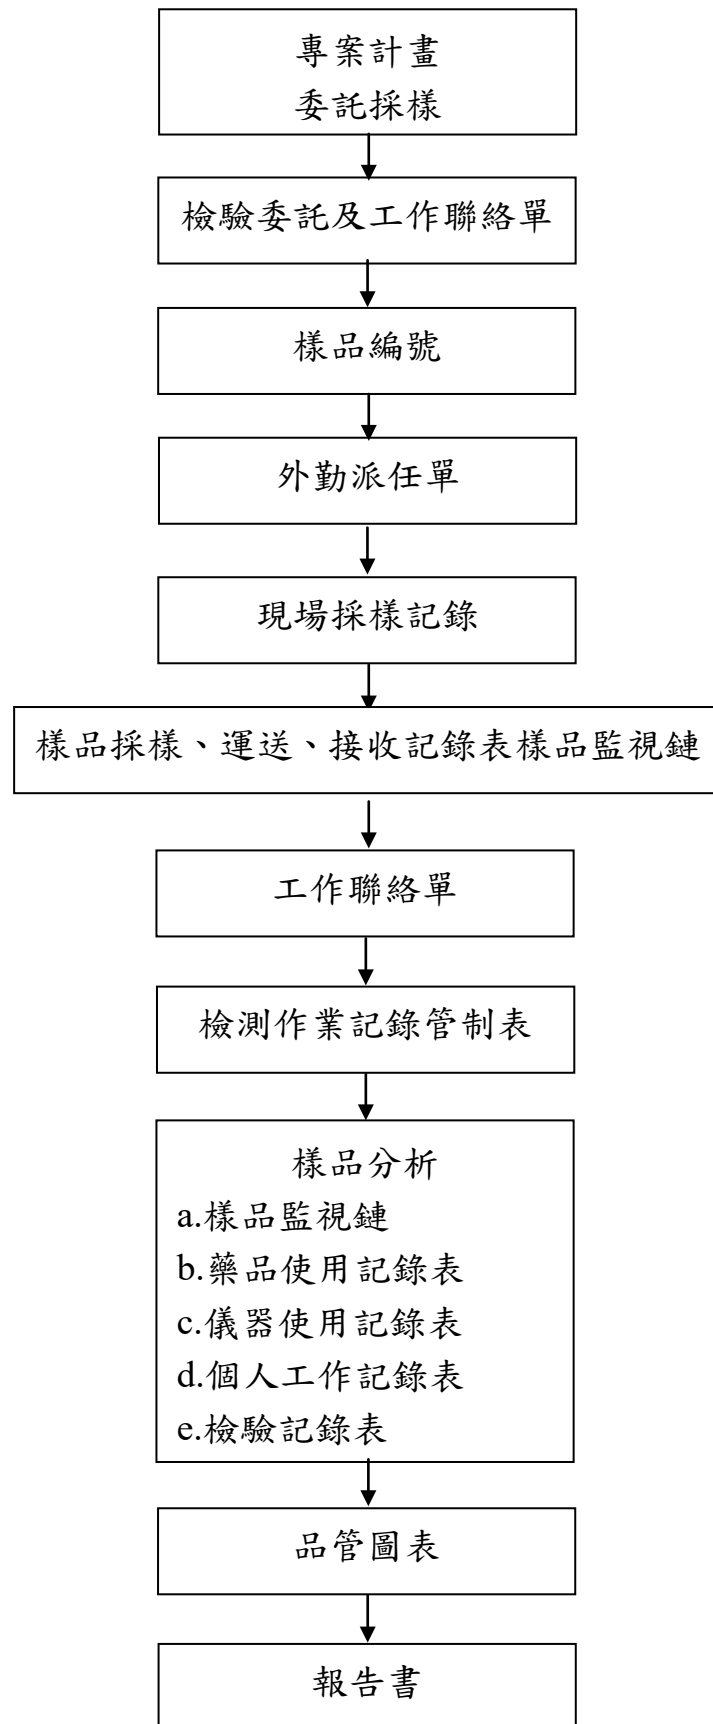 專案計畫
委託採樣
檢驗委託及工作聯絡單
樣品編號
外勤派任單
現場採樣記錄
樣品採樣、運送、接收記錄表樣品監視鏈
工作聯絡單
檢測作業記錄管制表
樣品分析
a.樣品監視鏈
b.藥品使用記錄表
c.儀器使用記錄表
d.個人工作記錄表
e.檢驗記錄表
品管圖表
報告書